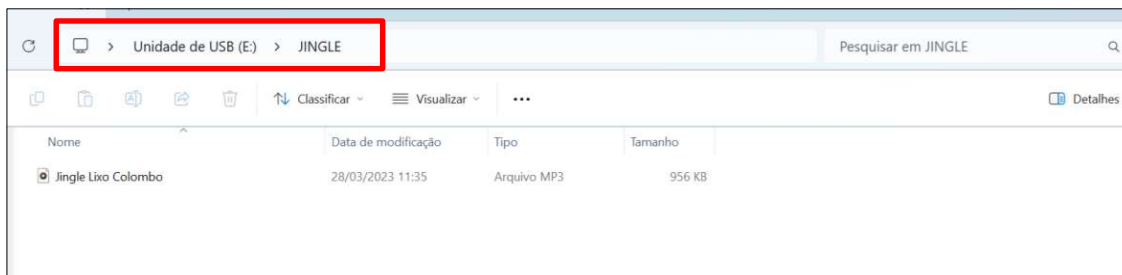 Unidade de USB (E:) > JINGLE Pesquisar em JINGLE
Classificar Visualizar ... Detalhes
Nome Data de modificação Tipo Tamanho
Jingle Lixo Colombo 28/03/2023 11:35 Arquivo MP3 956 KB